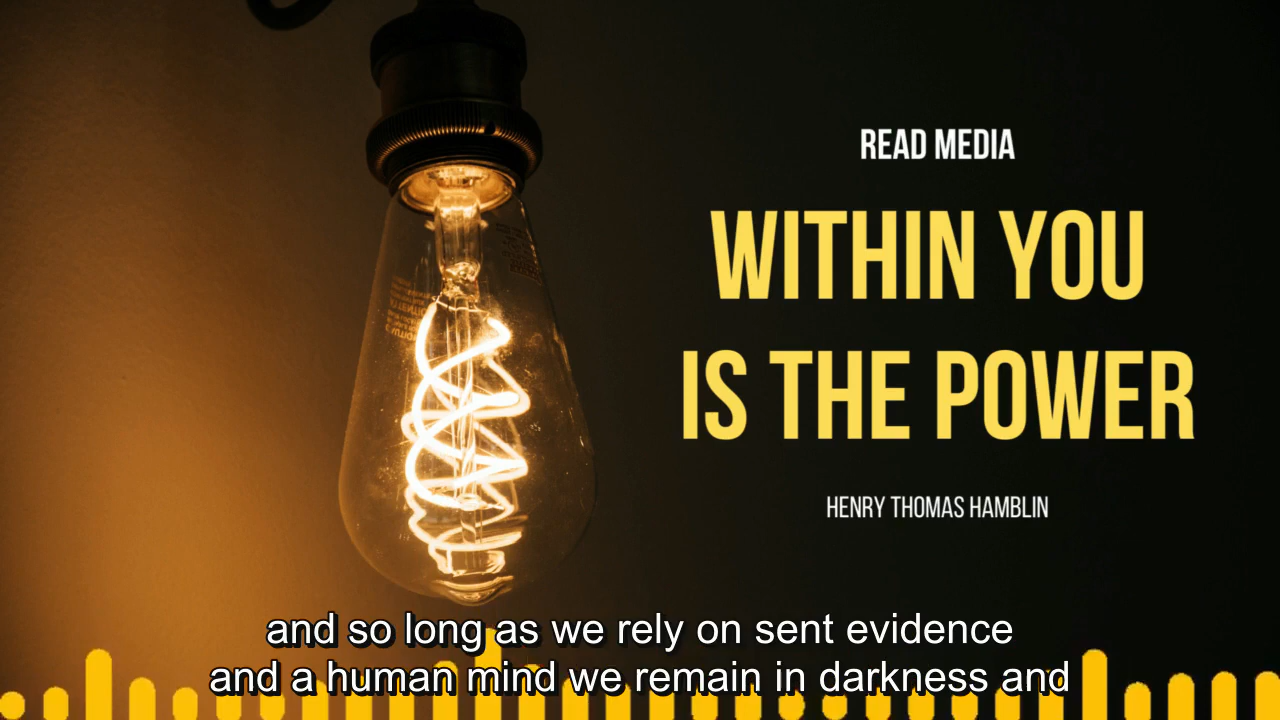 READ MEDIA
WITHIN YOU
IS THE POWER
HENRY THOMAS HAMBLIN
and so long as we rely on sent evidence
and a human mind we remain in darkness and